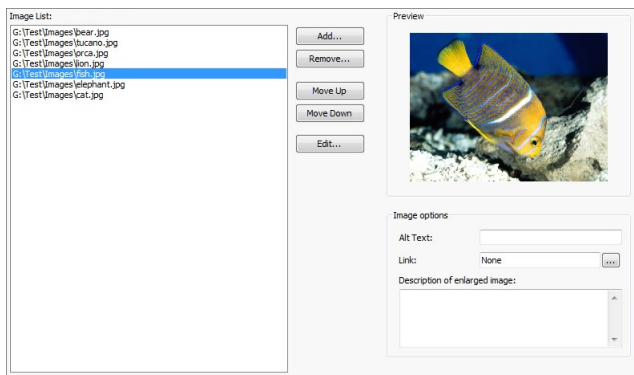 Image List:
G:\Test\Images\bear.jpg
G:\Test\Images\tucano.jpg
G:\Test\Images\orca.jpg
G:\Test\Images\lion.jpg
G:\Test\Images\fish.jpg
G:\Test\Images\elephant.jpg
G:\Test\Images\cat.jpg
Add...
Remove...
Move Up
Move Down
Edit...
Preview
Image options
Alt Text:
Link: None ...
Description of enlarged image: